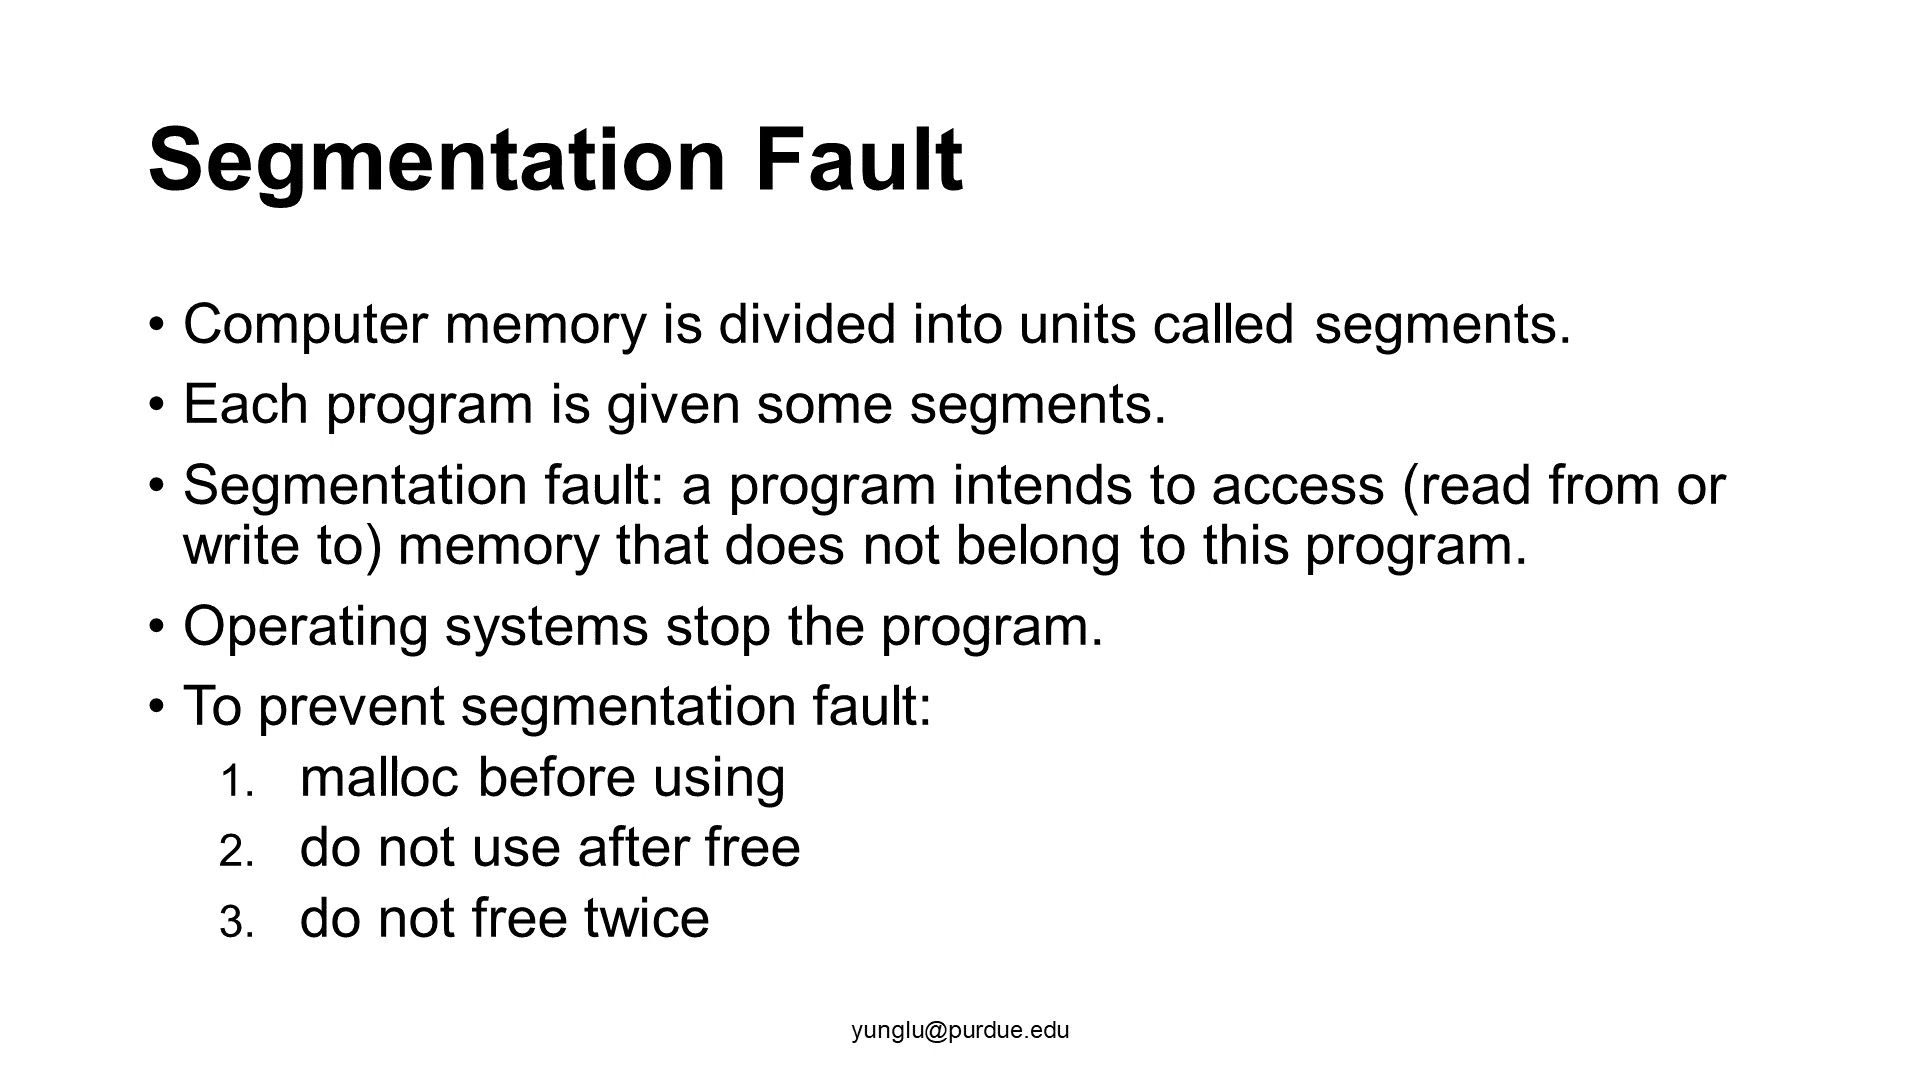 Segmentation Fault
• Computer memory is divided into units called segments.
• Each program is given some segments.
• Segmentation fault: a program intends to access (read from or
write to) memory that does not belong to this program.
• Operating systems stop the program.
• To prevent segmentation fault:
1. malloc before using
2. do not use after free
3. do not free twice
yunglu@purdue.edu